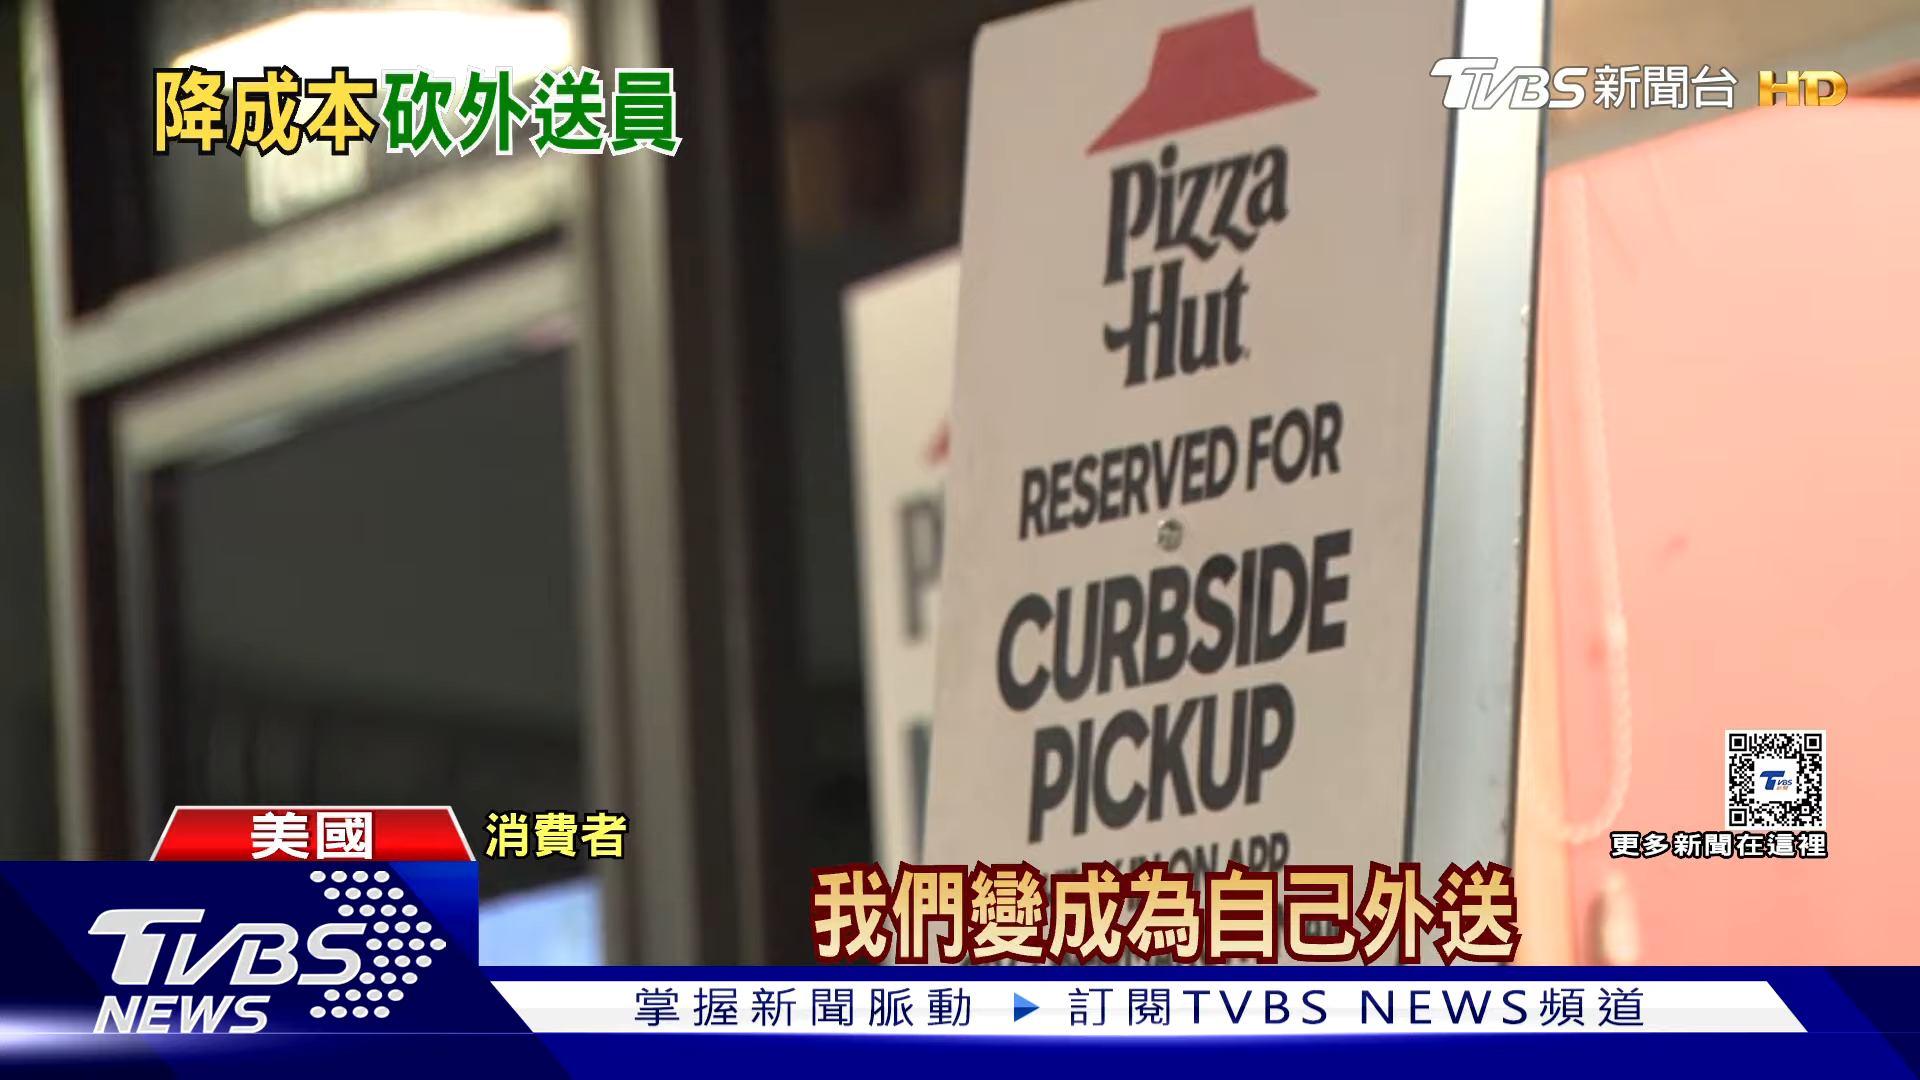 降成本砍外送員
TVBS新聞台 HD
Pizza
Hut
RESERVED FOR
CURBSIDE
PICKUP
ON APP
TVBS
更多新聞在這裡
美國
消費者
我們變成為自己外送
TVBS
NEWS
掌握新聞脈動 ▶ 訂閱TVBS NEWS頻道